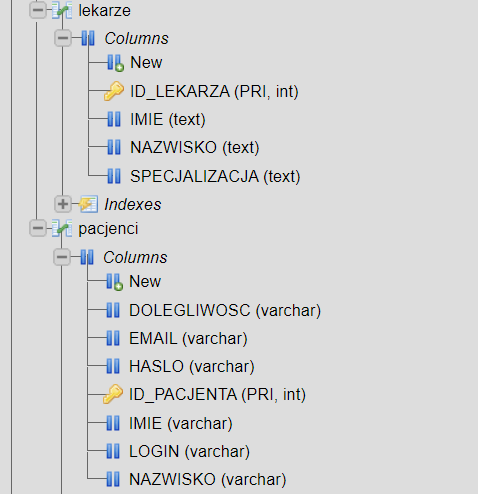 lekarze
Columns
New
ID_LEKARZA (PRI, int)
IMIE (text)
NAZWISKO (text)
SPECJALIZACJA (text)
Indexes
pacjenci
Columns
New
DOLEGLIWOSC (varchar)
EMAIL (varchar)
HASLO (varchar)
ID_PACJENTA (PRI, int)
IMIE (varchar)
LOGIN (varchar)
NAZWISKO (varchar)